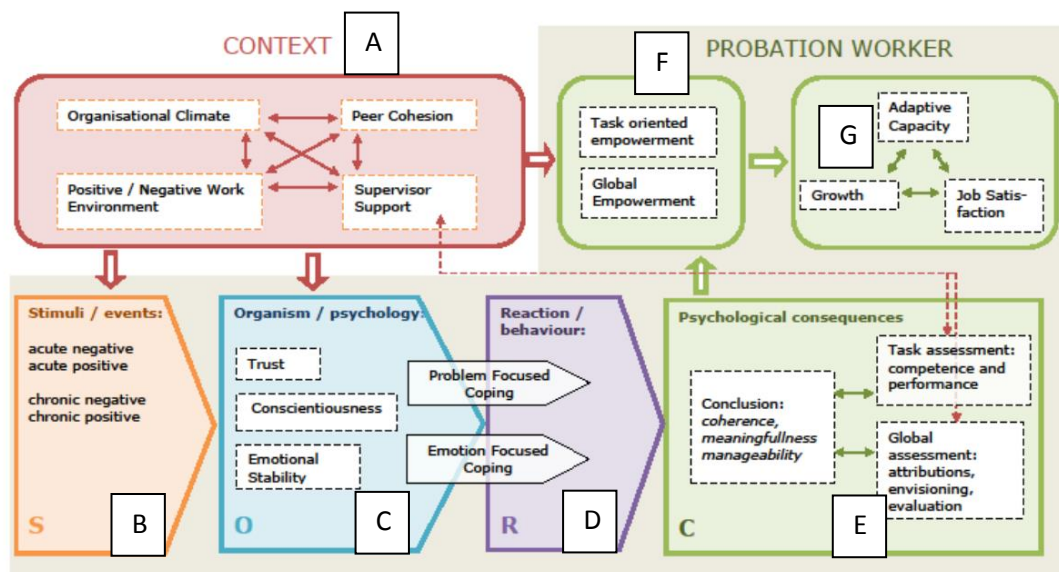 CONTEXT
A
PROBATION WORKER
F
Organisational Climate
Peer Cohesion
Positive / Negative Work
Environment
Supervisor
Support
Task oriented
empowerment
Global
Empowerment
G
Adaptive
Capacity
Growth
Job Satis-
faction
Stimuli / events:
acute negative
acute positive
chronic negative
chronic positive
S
B
Organism / psychology:
Trust
Conscientiousness
Emotional
Stability
O
C
Problem Focused
Coping
Emotion Focused
Coping
Reaction /
behaviour:
R
D
Psychological consequences
Conclusion:
coherence,
meaningfullness
manageability
Task assessment:
competence and
performance
Global
assessment:
attributions,
envisioning,
evaluation
C
E